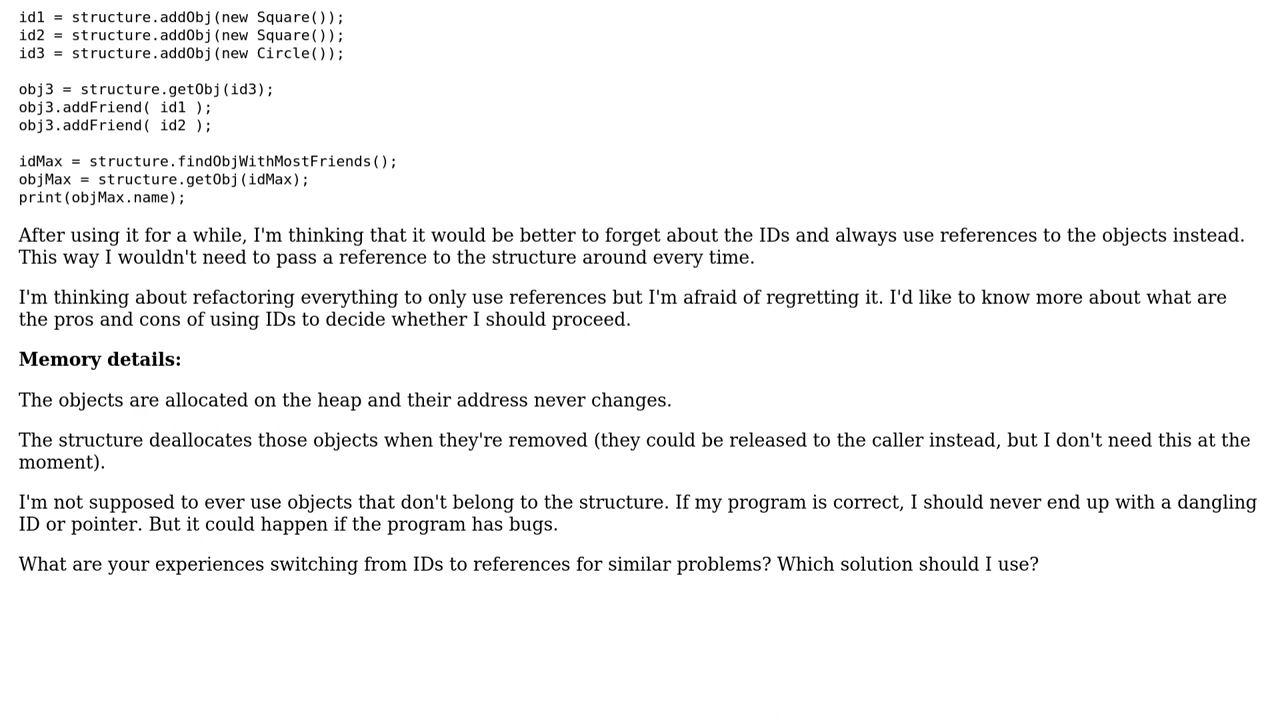 id1 = structure.addObj(new Square());
id2 = structure.addObj(new Square());
id3 = structure.addObj(new Circle());
obj3 = structure.getObj(id3);
obj3.addFriend( id1 );
obj3.addFriend( id2 );
idMax = structure.findObjWithMostFriends();
objMax = structure.getObj(idMax);
print(objMax.name);
After using it for a while, I'm thinking that it would be better to forget about the IDs and always use references to the objects instead.
This way I wouldn't need to pass a reference to the structure around every time.
I'm thinking about refactoring everything to only use references but I'm afraid of regretting it. I'd like to know more about what are
the pros and cons of using IDs to decide whether I should proceed.
Memory details:
The objects are allocated on the heap and their address never changes.
The structure deallocates those objects when they're removed (they could be released to the caller instead, but I don't need this at the
moment).
I'm not supposed to ever use objects that don't belong to the structure. If my program is correct, I should never end up with a dangling
ID or pointer. But it could happen if the program has bugs.
What are your experiences switching from IDs to references for similar problems? Which solution should I use?